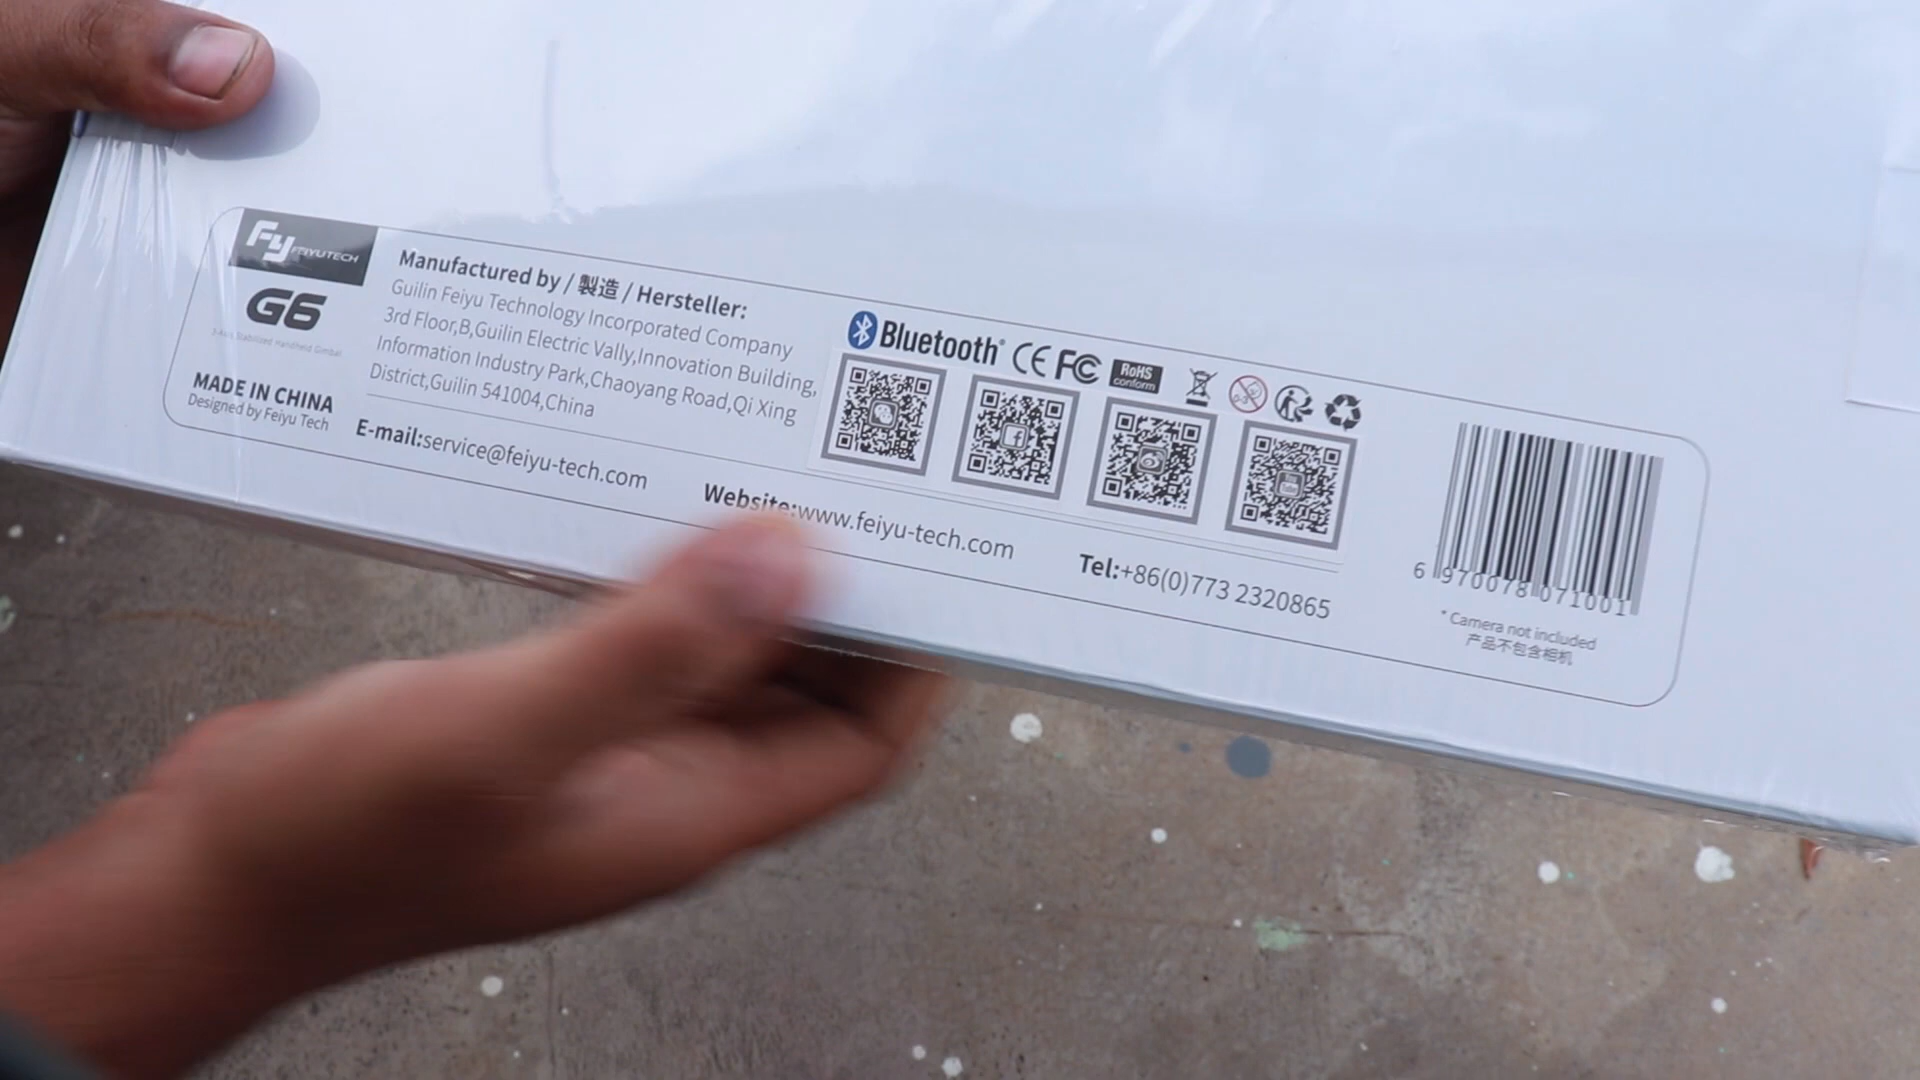 Fy FEIYUTECH
G6
3-Axis Stabilized Handheld Gimbal
MADE IN CHINA
Designed by Feiyu Tech
Manufactured by / 製造 / Hersteller:
Guilin Feiyu Technology Incorporated Company
3rd Floor,B,Guilin Electric Vally,Innovation Building,
Information Industry Park,Chaoyang Road,Qi Xing
District,Guilin 541004,China
E-mail:service@feiyu-tech.com
Website:www.feiyu-tech.com
Tel:+86(0)773 2320865
Bluetooth® CE FC RoHS
conform
6 970078 071001
* Camera not included
产品不包含相机